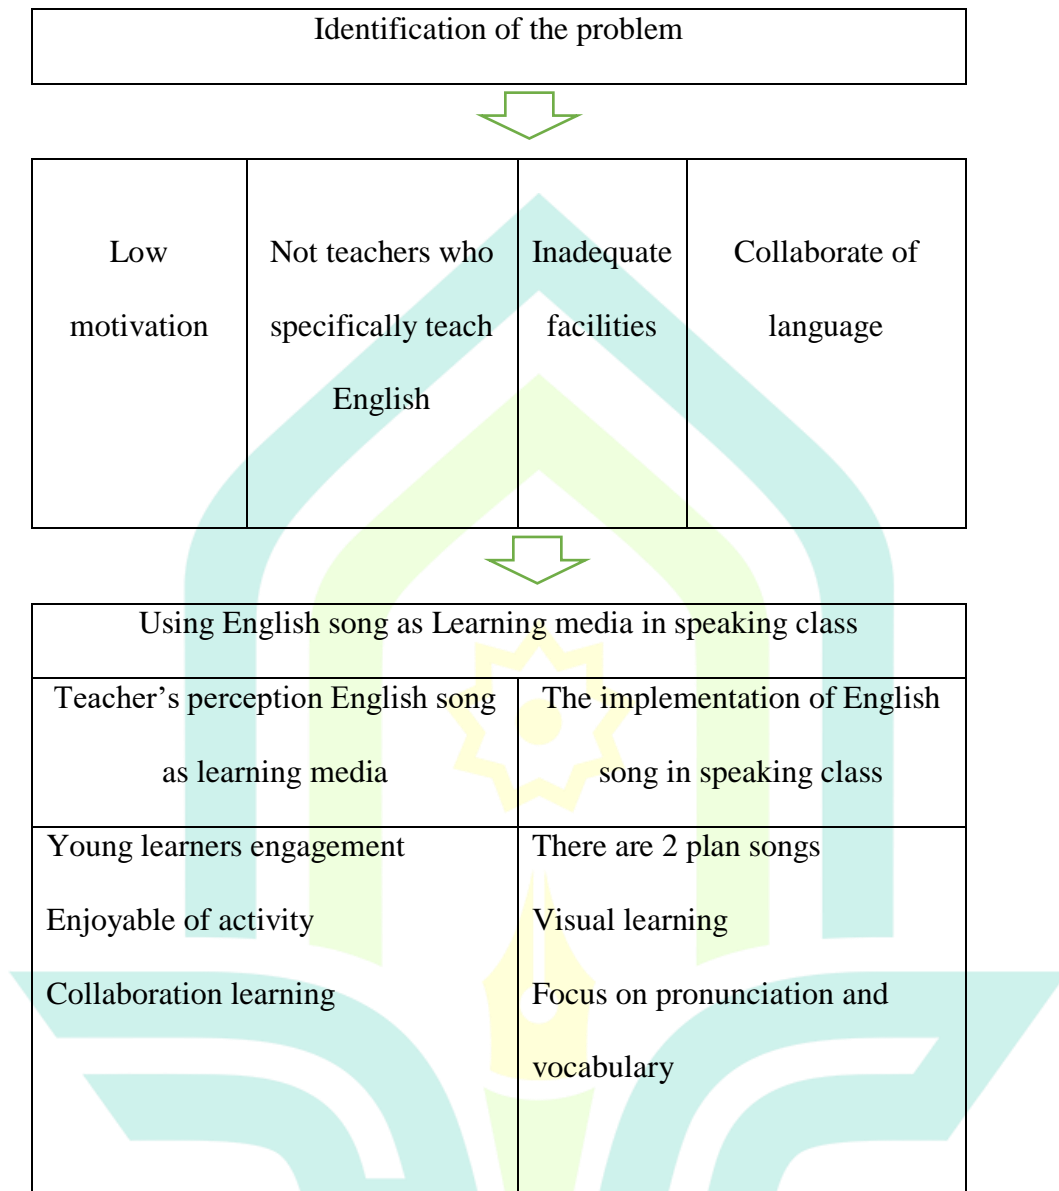 Identification of the problem
Low
motivation
Not teachers who
specifically teach
English
Inadequate
facilities
Collaborate of
language
Using English song as Learning media in speaking class
Teacher’s perception English song
as learning media
The implementation of English
song in speaking class
Young learners engagement
Enjoyable of activity
Collaboration learning
There are 2 plan songs
Visual learning
Focus on pronunciation and
vocabulary